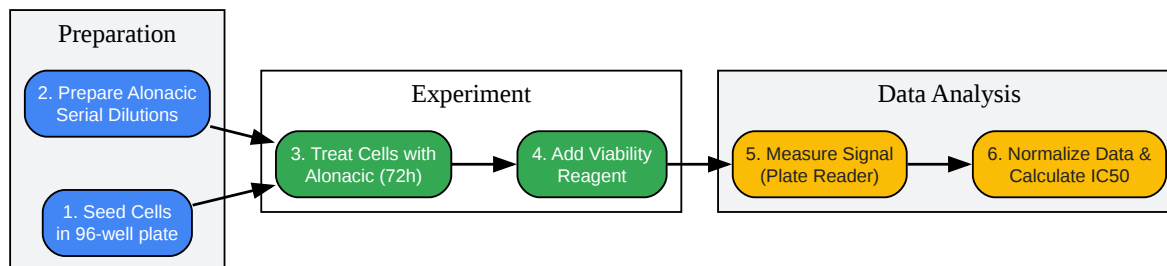 Preparation
2. Prepare Alonacic
Serial Dilutions
1. Seed Cells
in 96-well plate
Experiment
3. Treat Cells with
Alonacic (72h)
4. Add Viability
Reagent
Data Analysis
5. Measure Signal
(Plate Reader)
6. Normalize Data &
Calculate IC50